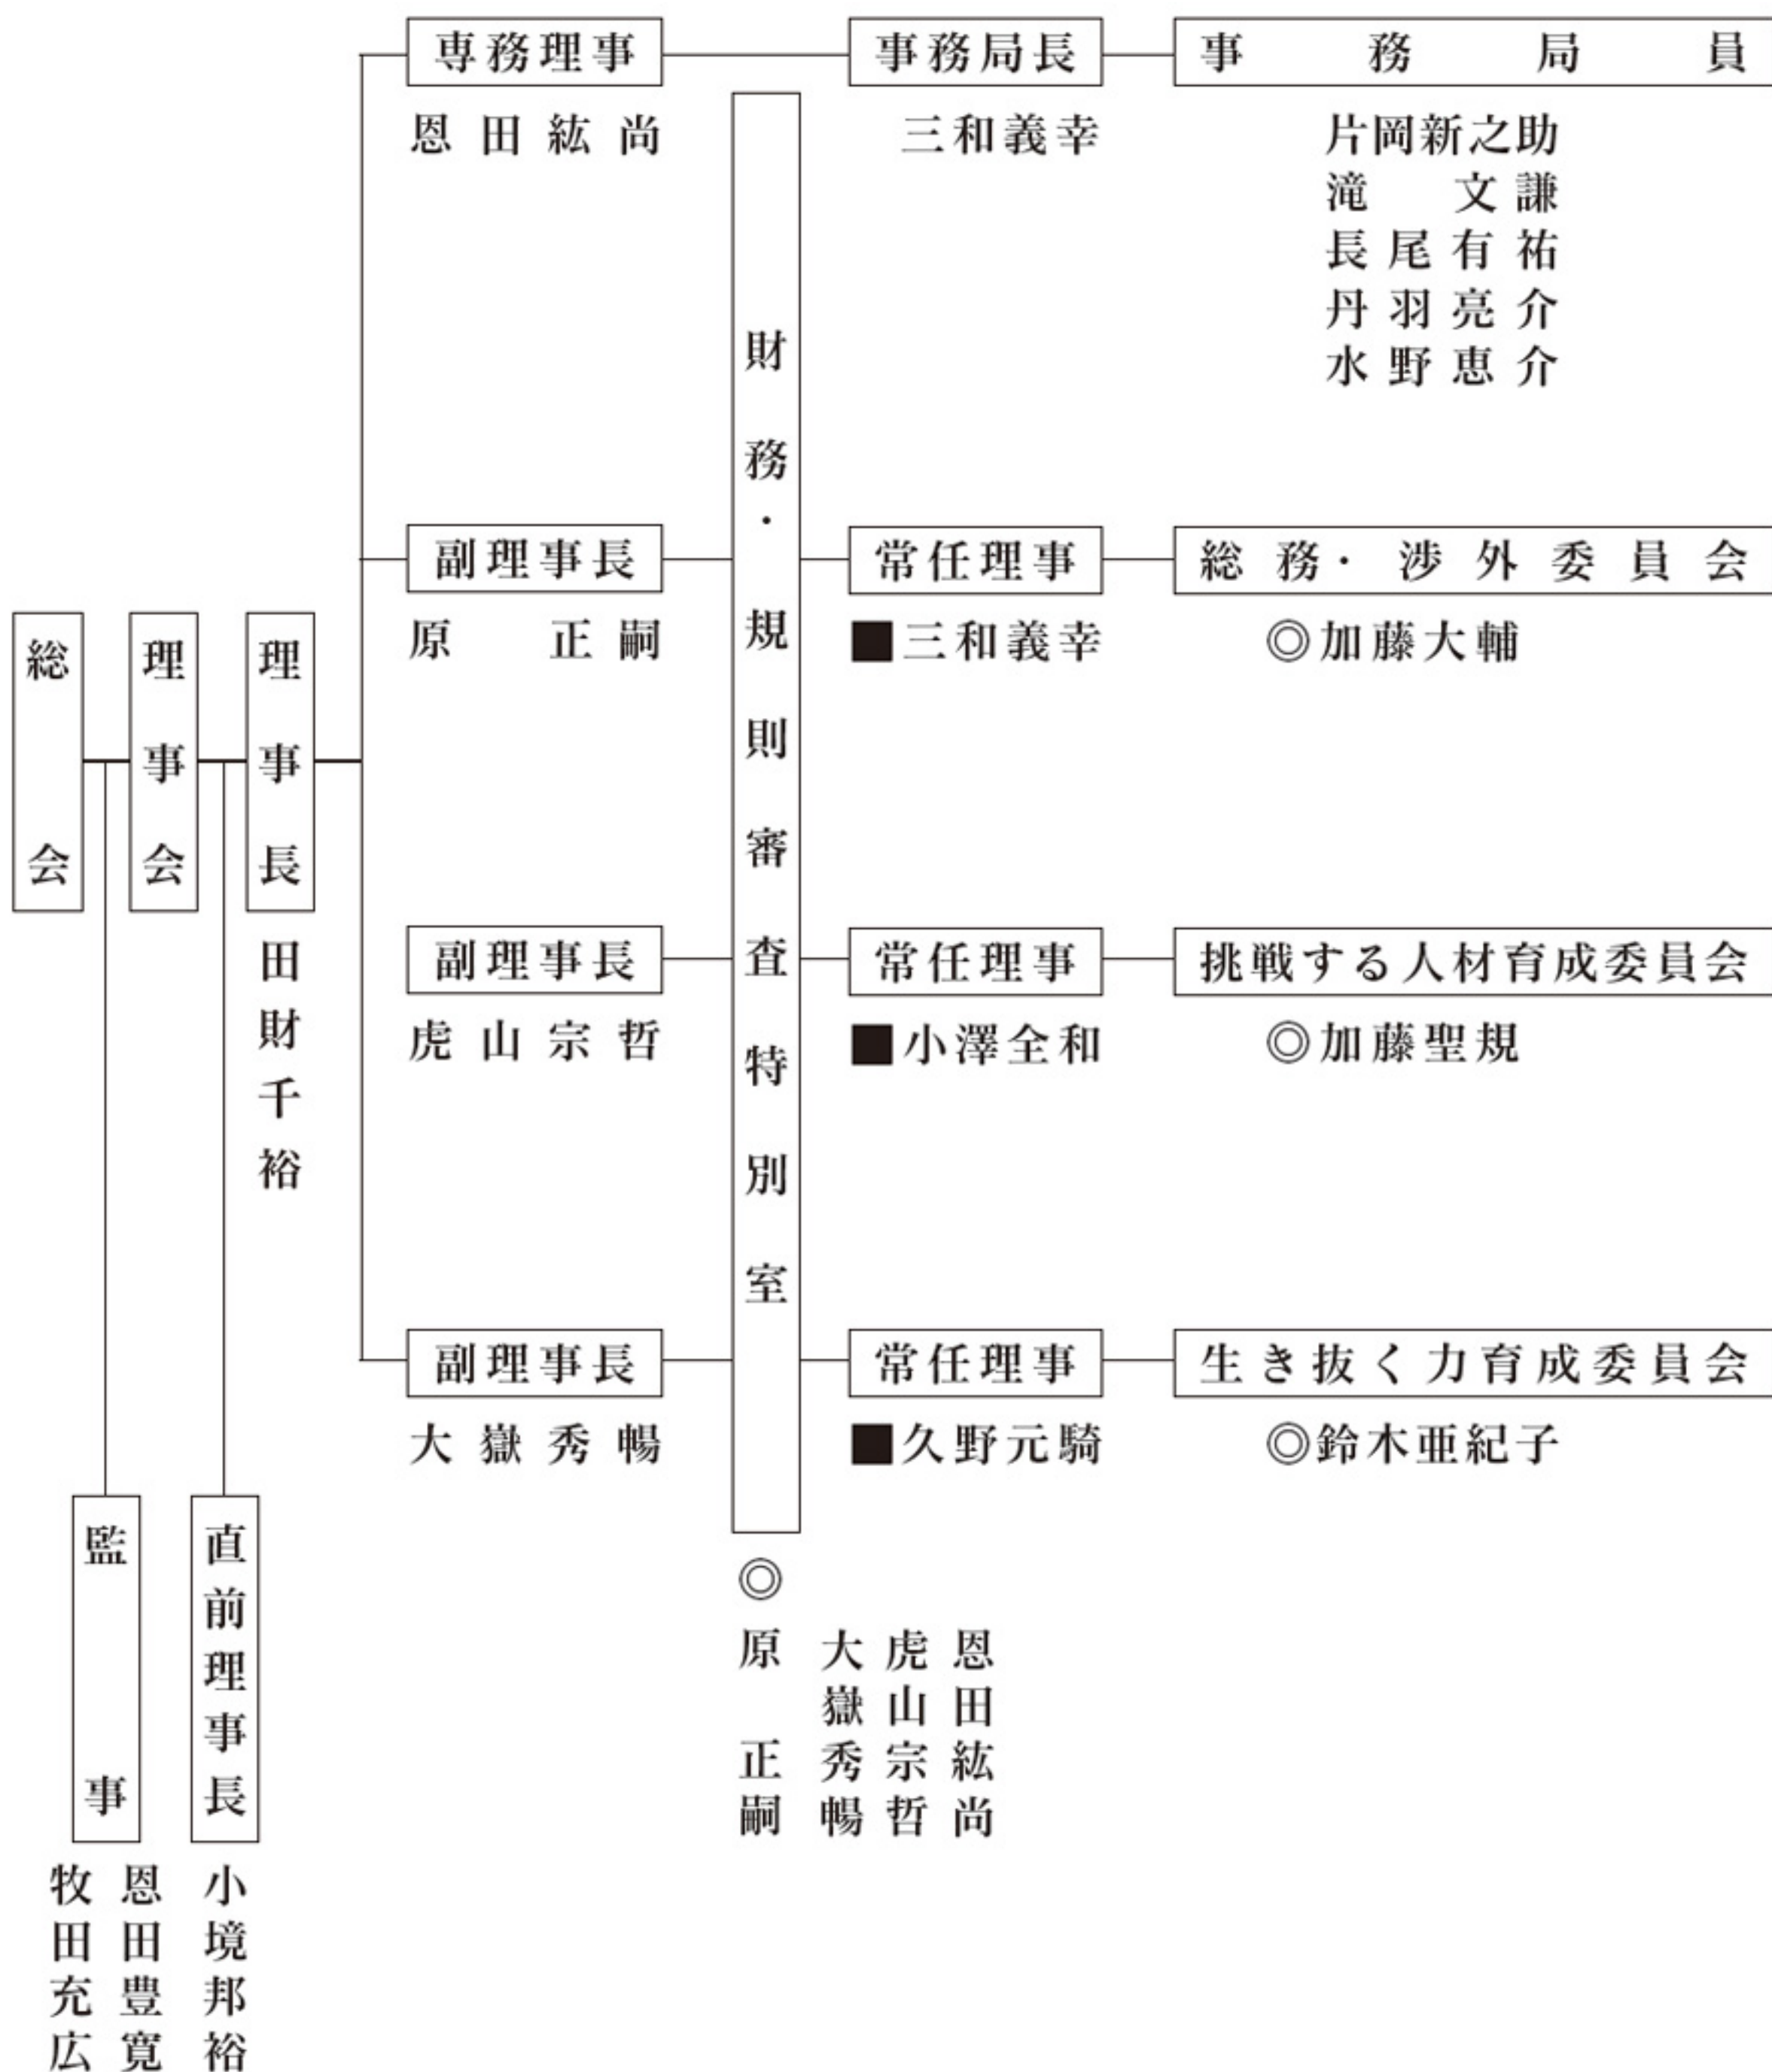 総会
理事会
理事長
田財千裕
監事
恩田豊寛
牧田充広
直前理事長
小境邦裕
専務理事
恩田紘尚
事務局長
三和義幸
事務局員
片岡新之助
滝 文謙
長尾有祐
丹羽亮介
水野恵介
副理事長
原 正嗣
常任理事
■三和義幸
総務・渉外委員会
◎加藤大輔
副理事長
虎山宗哲
常任理事
■小澤全和
挑戦する人材育成委員会
◎加藤聖規
副理事長
大嶽秀暢
常任理事
■久野元騎
生き抜く力育成委員会
◎鈴木亜紀子
財務・規則審査特別室
恩田紘尚
虎山宗哲
大嶽秀暢
◎原 正嗣